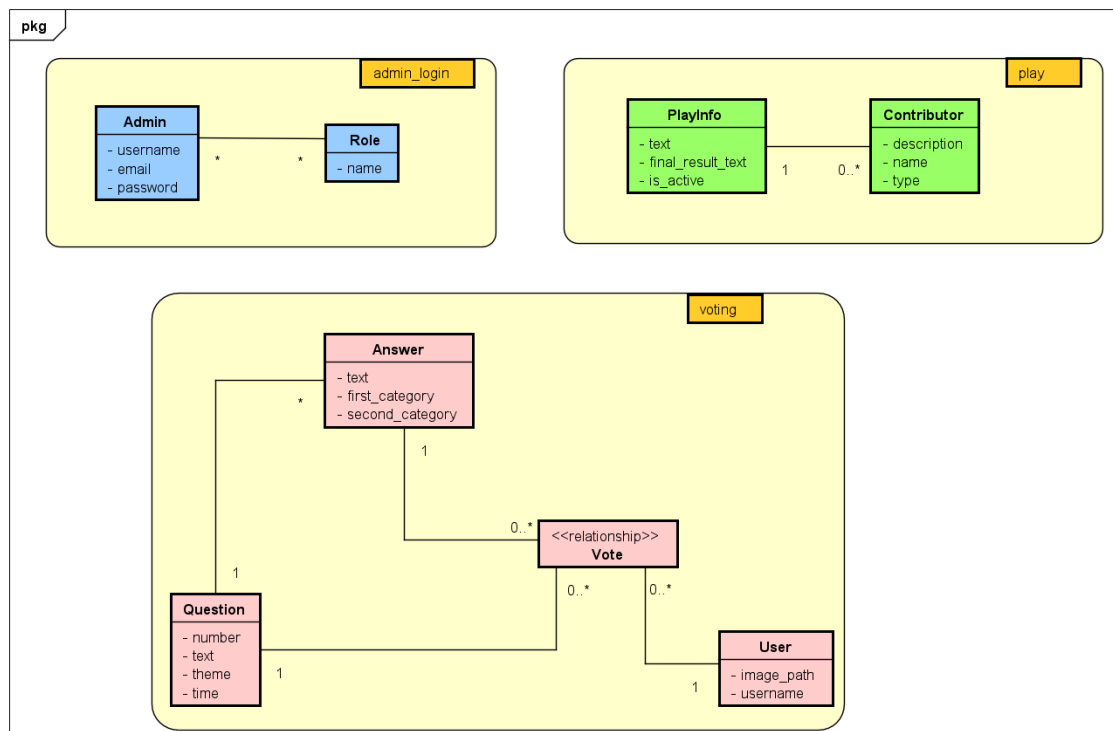 pkg
admin_login
Admin
- username
- email
- password
*
*
Role
- name
play
PlayInfo
- text
- final_result_text
- is_active
1
0..*
Contributor
- description
- name
- type
voting
Answer
- text
- first_category
- second_category
*
1
0..*
<<relationship>>
Vote
0..*
0..*
1
Question
- number
- text
- theme
- time
1
User
- image_path
- username
1